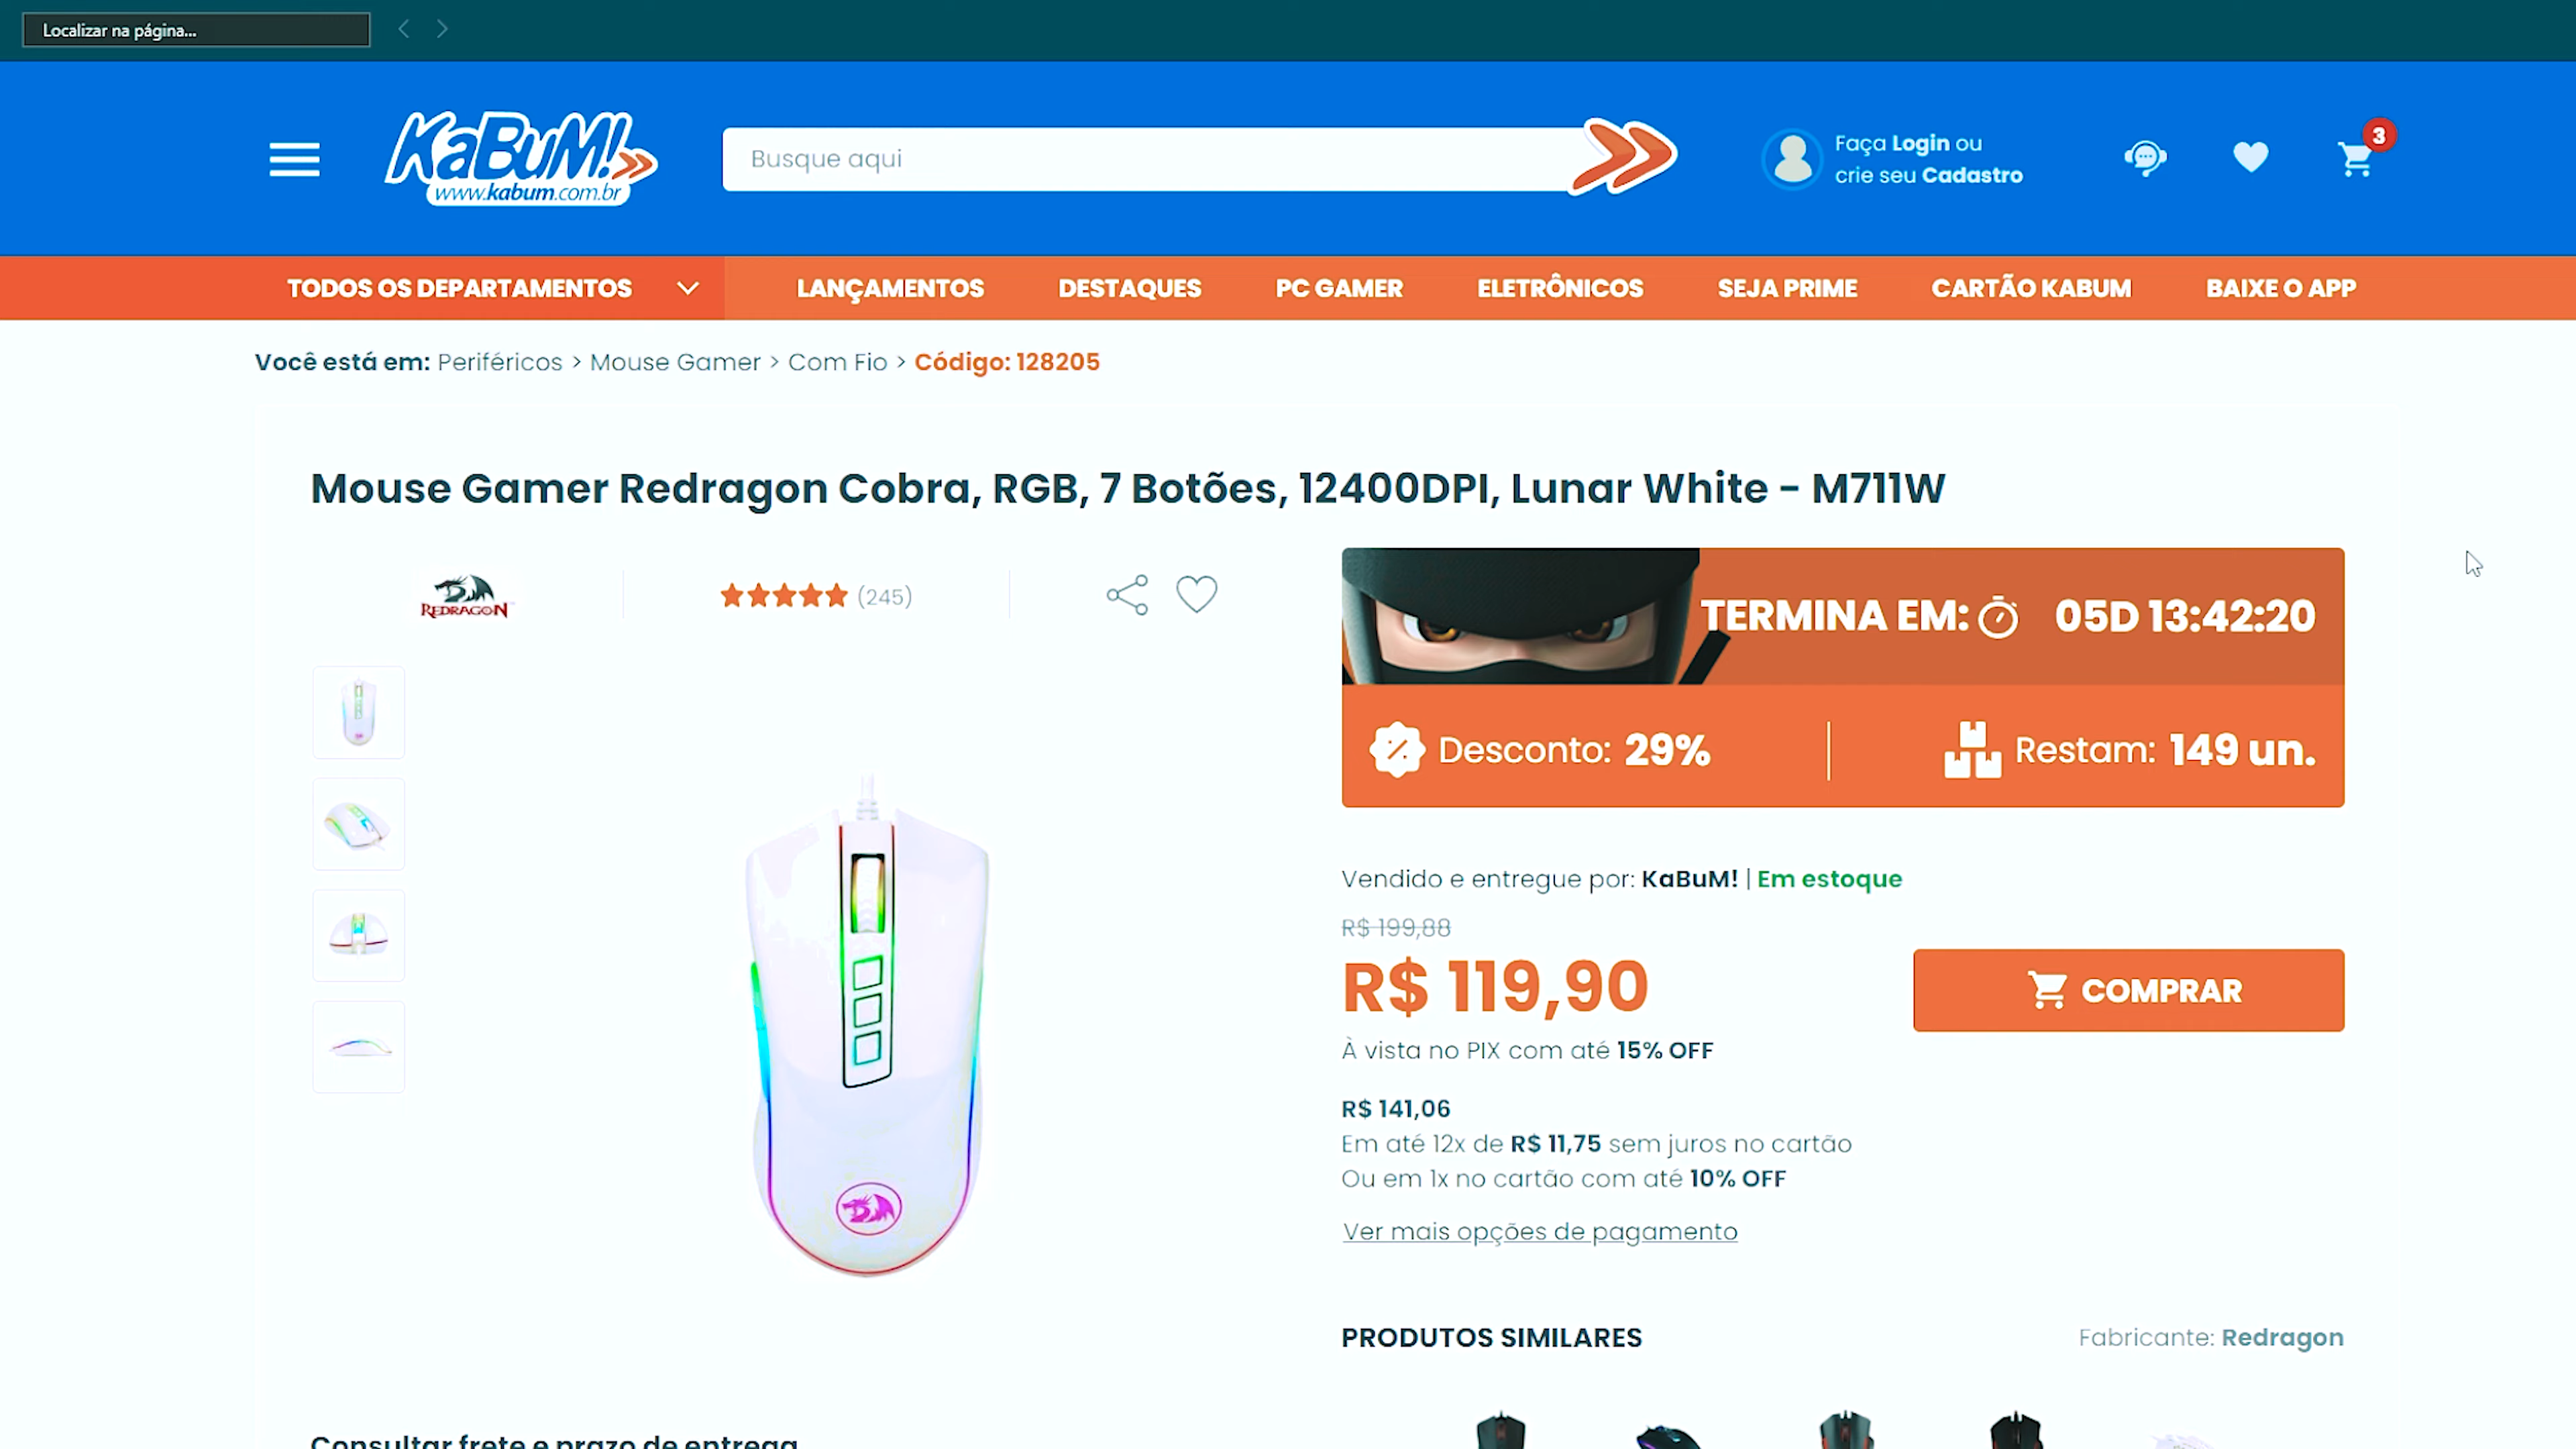 Localizar na página...
KaBuM!
www.kabum.com.br
Busque aqui
Faça Login ou
crie seu Cadastro
3
TODOS OS DEPARTAMENTOS
LANÇAMENTOS
DESTAQUES
PC GAMER
ELETRÔNICOS
SEJA PRIME
CARTÃO KABUM
BAIXE O APP
Você está em: Periféricos > Mouse Gamer > Com Fio > Código: 128205
Mouse Gamer Redragon Cobra, RGB, 7 Botões, 12400DPI, Lunar White - M711W
REDRAGON
(245)
TERMINA EM: 05D 13:42:20
Desconto: 29%
Restam: 149 un.
Vendido e entregue por: KaBuM! | Em estoque
R$ 199,88
R$ 119,90
COMPRAR
À vista no PIX com até 15% OFF
R$ 141,06
Em até 12x de R$ 11,75 sem juros no cartão
Ou em 1x no cartão com até 10% OFF
Ver mais opções de pagamento
PRODUTOS SIMILARES
Fabricante: Redragon
Consultar frete e prazo de entrega